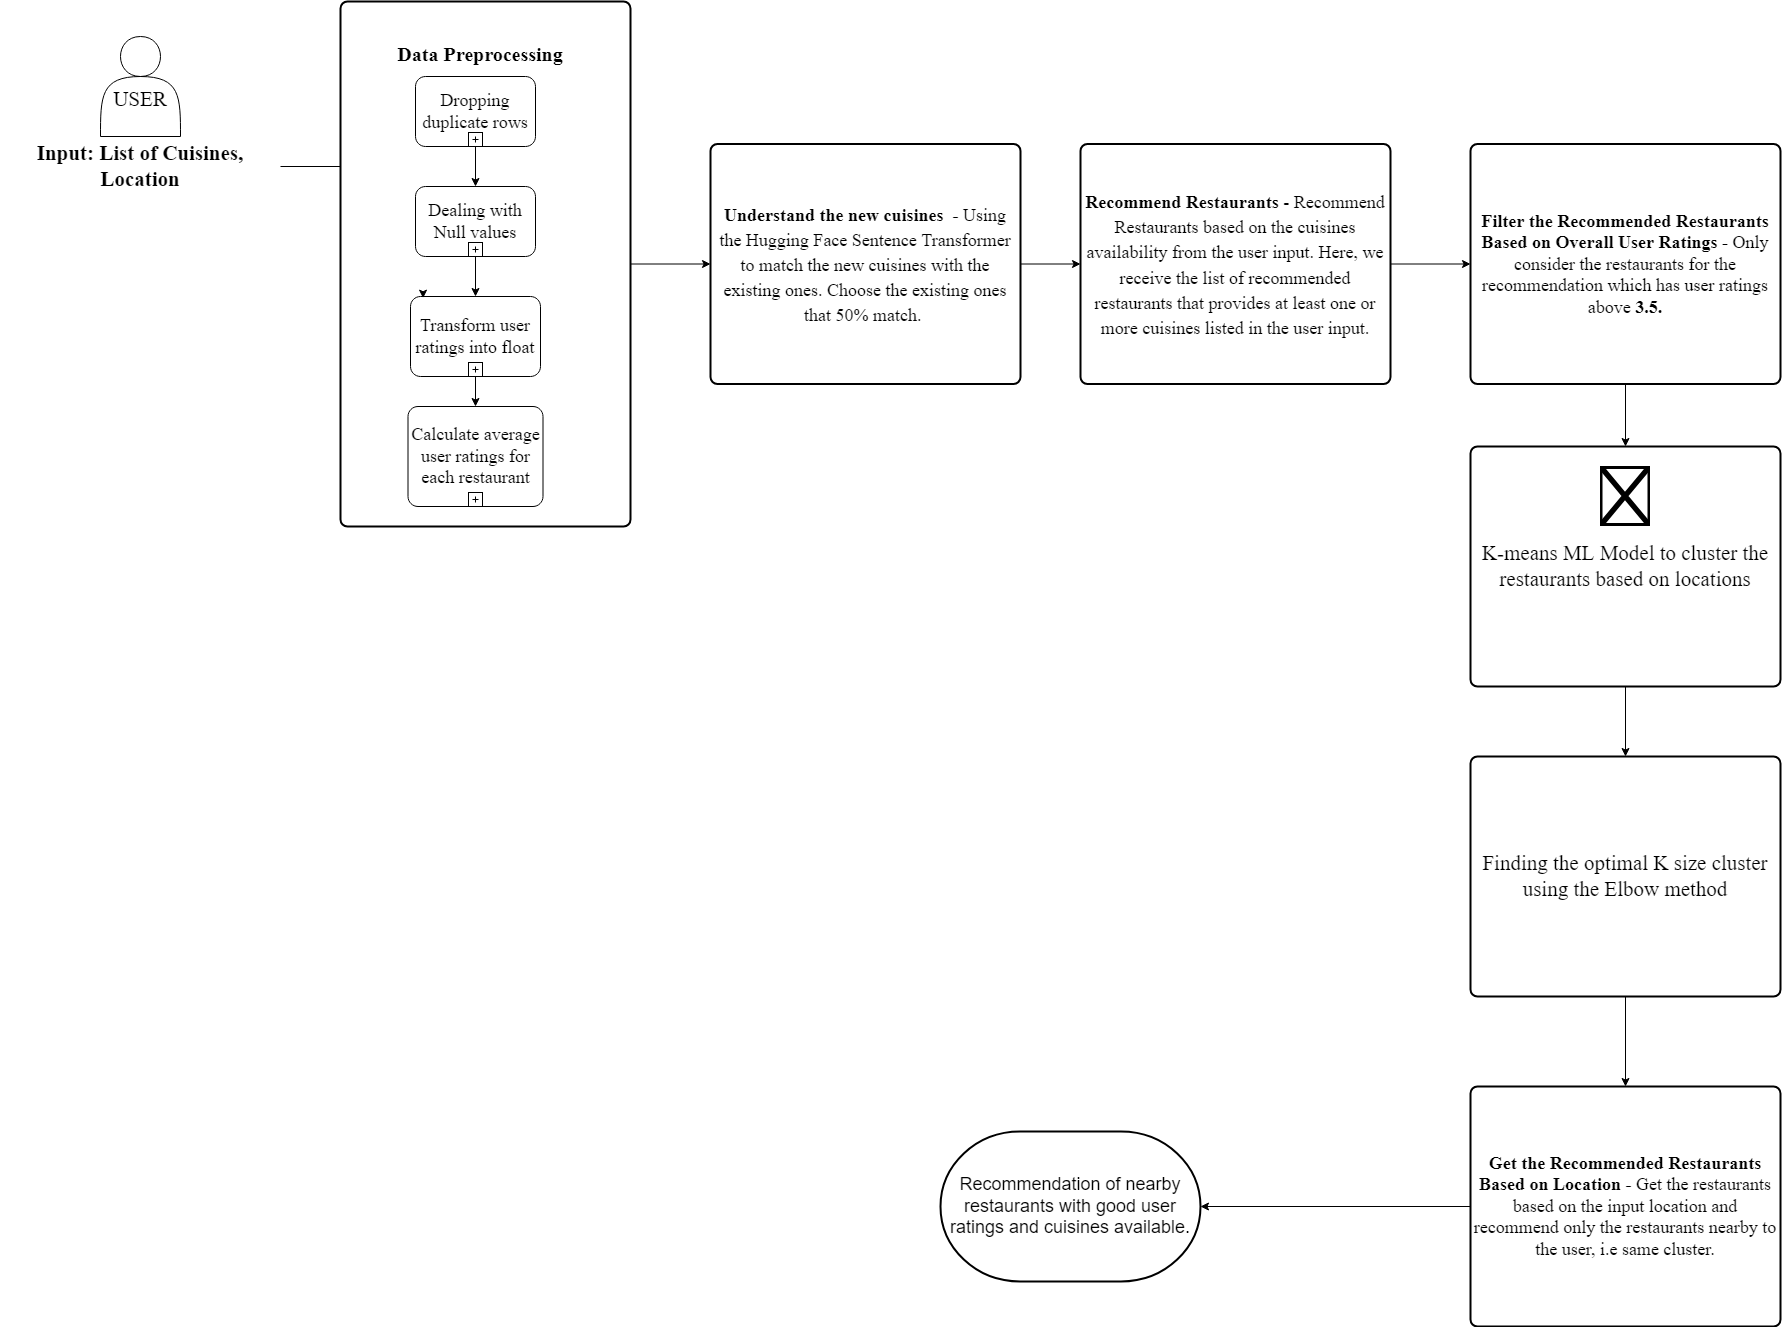 USER
Input: List of Cuisines,
Location
Data Preprocessing
Dropping
duplicate rows
Dealing with
Null values
Transform user
ratings into float
Calculate average
user ratings for
each restaurant
Understand the new cuisines - Using
the Hugging Face Sentence Transformer
to match the new cuisines with the
existing ones. Choose the existing ones
that 50% match.
Recommend Restaurants - Recommend
Restaurants based on the cuisines
availability from the user input. Here, we
receive the list of recommended
restaurants that provides at least one or
more cuisines listed in the user input.
Filter the Recommended Restaurants
Based on Overall User Ratings - Only
consider the restaurants for the
recommendation which has user ratings
above 3.5.
K-means ML Model to cluster the
restaurants based on locations
Finding the optimal K size cluster
using the Elbow method
Get the Recommended Restaurants
Based on Location - Get the restaurants
based on the input location and
recommend only the restaurants nearby to
the user, i.e same cluster.
Recommendation of nearby
restaurants with good user
ratings and cuisines available.